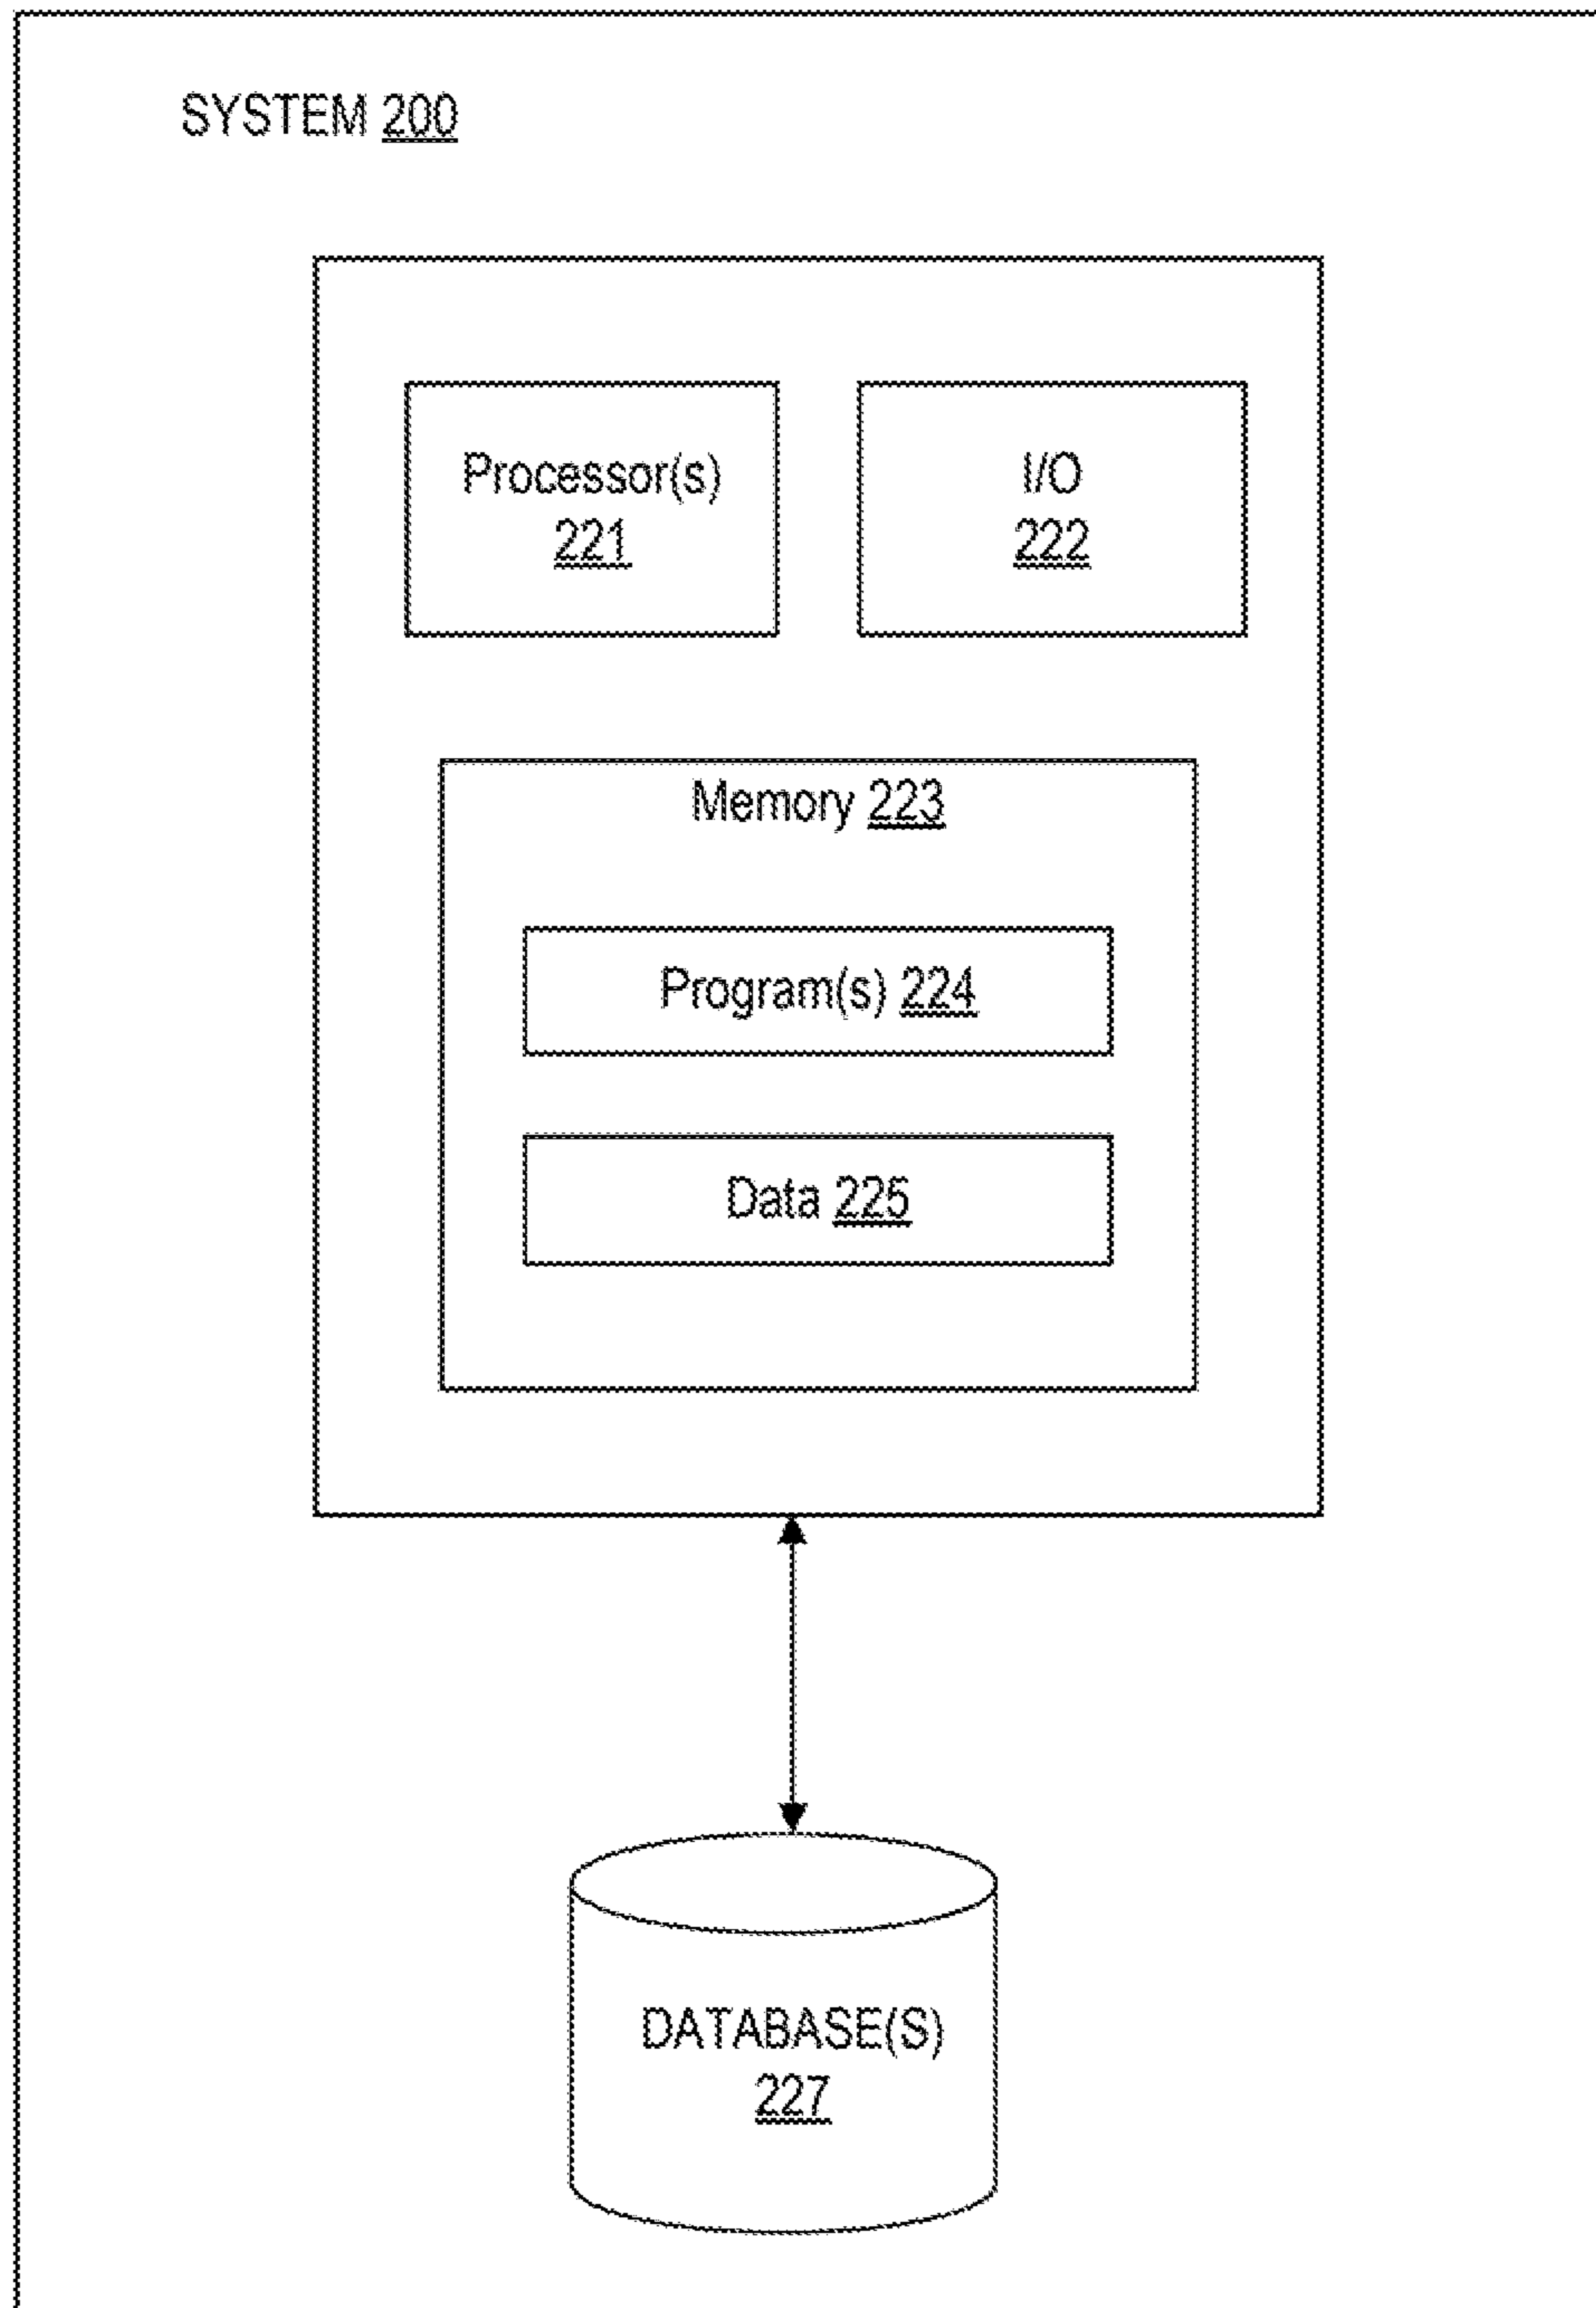 SYSTEM 200
Processor(s)
221
I/O
222
Memory 223
Program(s) 224
Data 225
DATABASE(S)
227